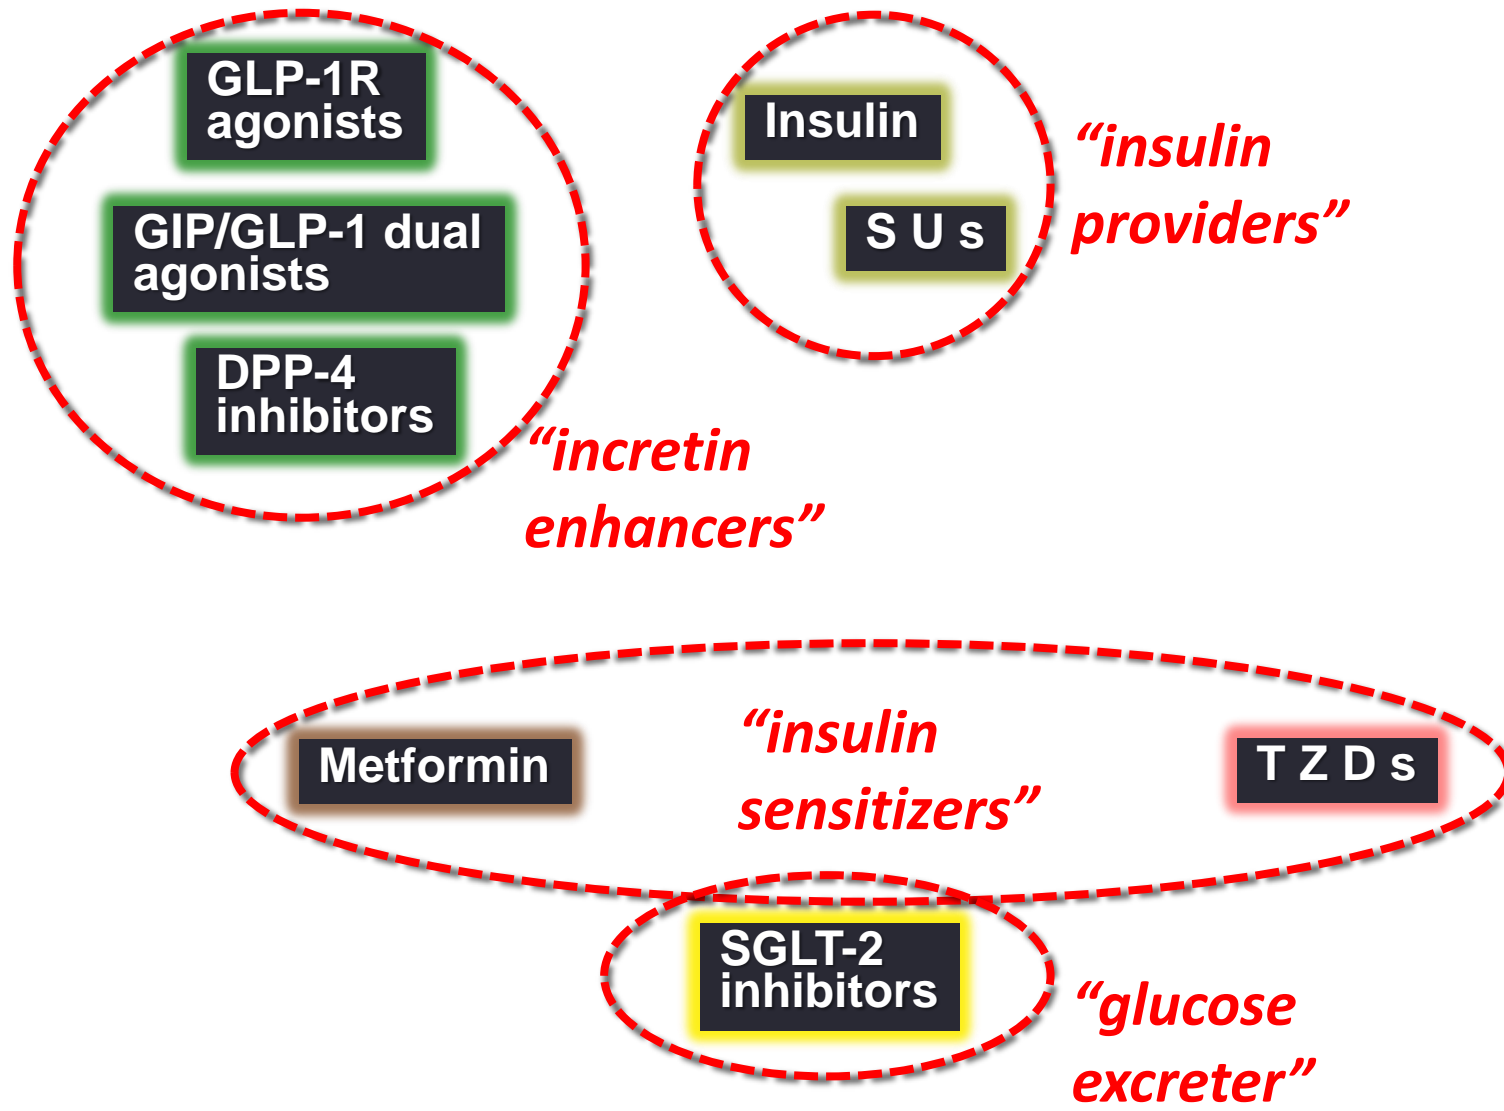 GLP-1R
agonists
GIP/GLP-1 dual
agonists
DPP-4
inhibitors
“incretin
enhancers”
Insulin
S U s
“insulin
providers”
Metformin
“insulin
sensitizers”
T Z D s
SGLT-2
inhibitors
“glucose
excreter”